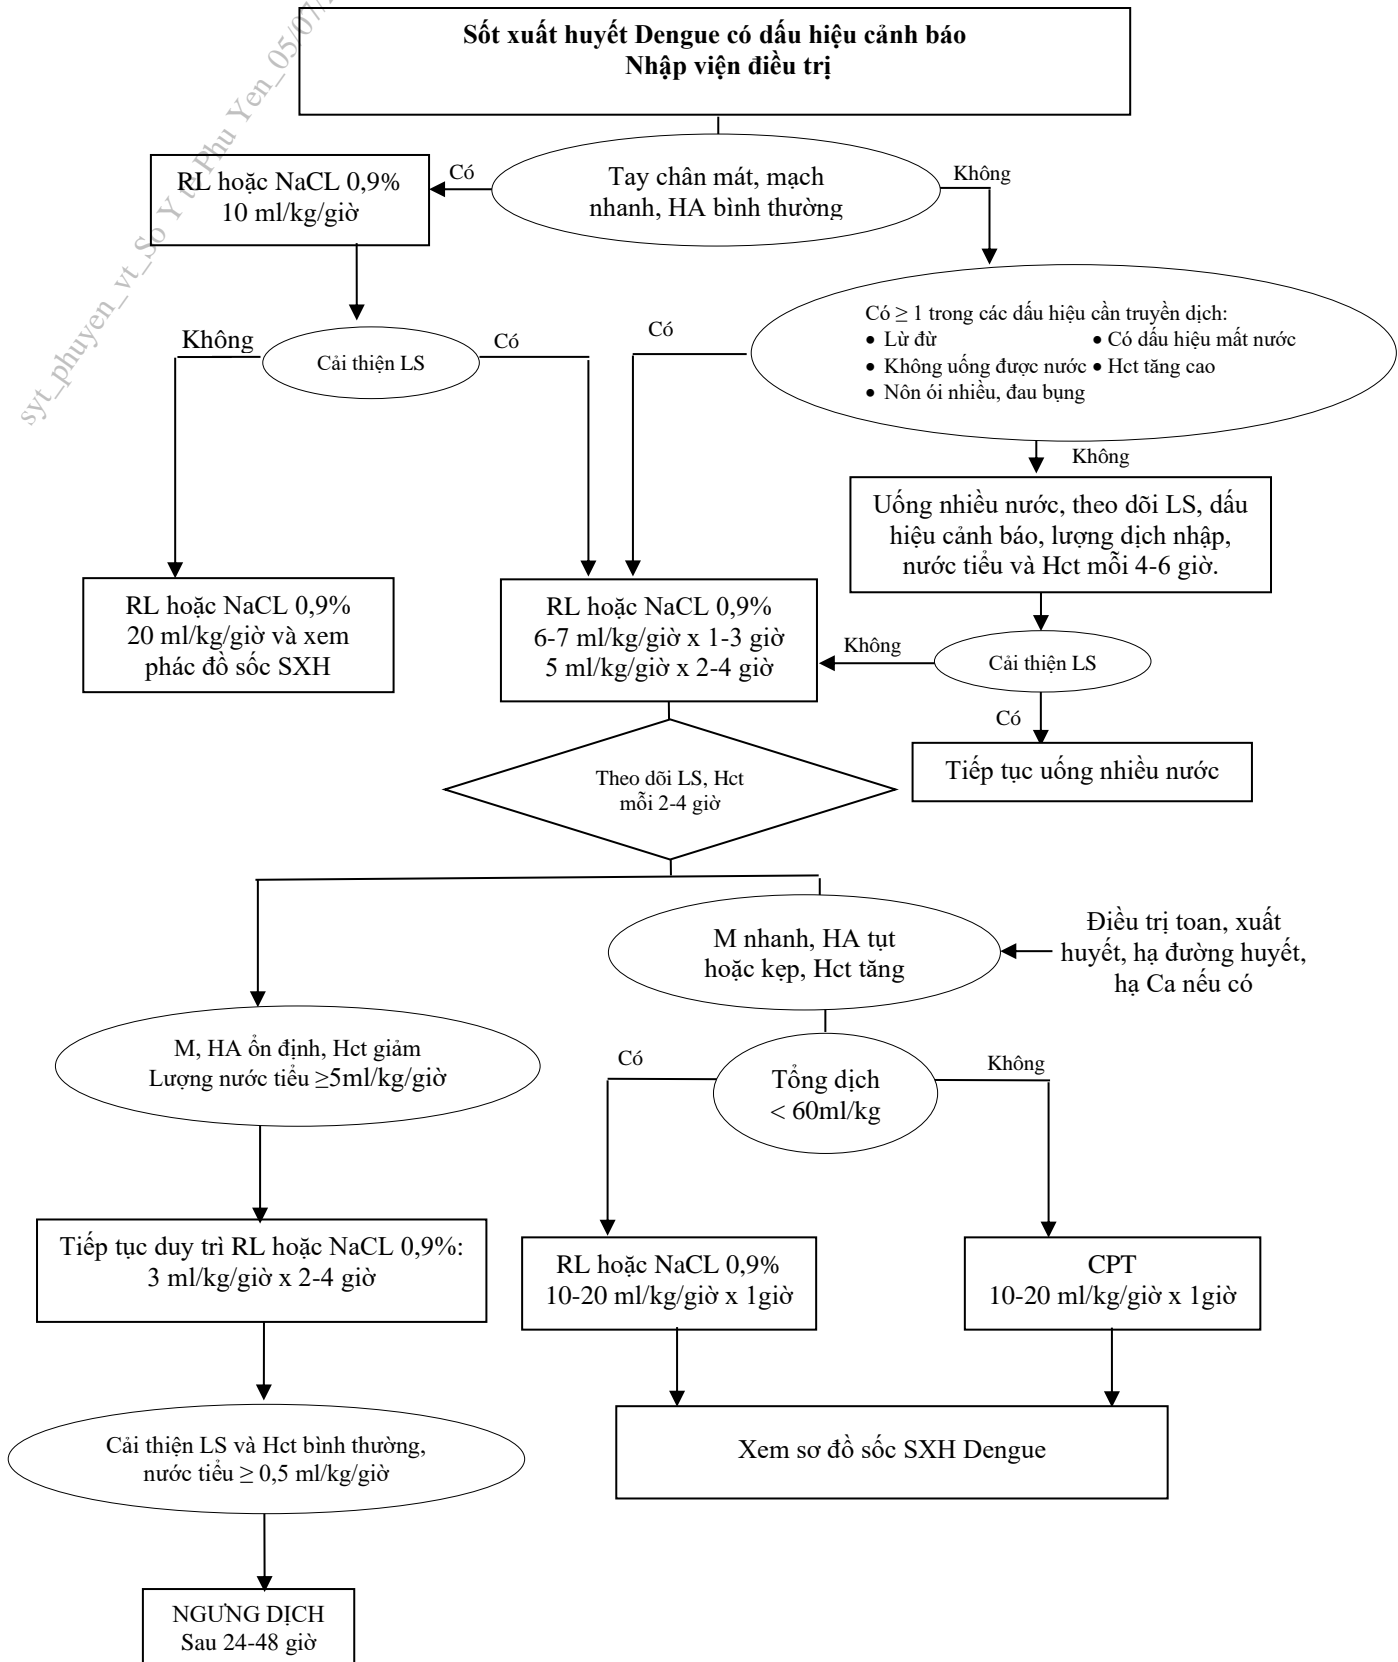 Sốt xuất huyết Dengue có dấu hiệu cảnh báo
Nhập viện điều trị
syt_phuyen_vt_So Y te Phu Yen_05/07/2
RL hoặc NaCL 0,9%
10 ml/kg/giờ
Có
Tay chân mát, mạch
nhanh, HA bình thường
Không
Có ≥ 1 trong các dấu hiệu cần truyền dịch:
• Lừ đừ
• Có dấu hiệu mất nước
• Không uống được nước
• Hct tăng cao
• Nôn ói nhiều, đau bụng
Không
Cải thiện LS
Có
Có
Không
Uống nhiều nước, theo dõi LS, dấu
hiệu cảnh báo, lượng dịch nhập,
nước tiểu và Hct mỗi 4-6 giờ.
RL hoặc NaCL 0,9%
20 ml/kg/giờ và xem
phác đồ sốc SXH
RL hoặc NaCL 0,9%
6-7 ml/kg/giờ x 1-3 giờ
5 ml/kg/giờ x 2-4 giờ
Không
Cải thiện LS
Có
Tiếp tục uống nhiều nước
Theo dõi LS, Hct
mỗi 2-4 giờ
M nhanh, HA tụt
hoặc kẹp, Hct tăng
Điều trị toan, xuất
huyết, hạ đường huyết,
hạ Ca nếu có
M, HA ổn định, Hct giảm
Lượng nước tiểu ≥5ml/kg/giờ
Có
Tổng dịch
< 60ml/kg
Không
Tiếp tục duy trì RL hoặc NaCL 0,9%:
3 ml/kg/giờ x 2-4 giờ
RL hoặc NaCL 0,9%
10-20 ml/kg/giờ x 1giờ
CPT
10-20 ml/kg/giờ x 1giờ
Cải thiện LS và Hct bình thường,
nước tiểu ≥ 0,5 ml/kg/giờ
Xem sơ đồ sốc SXH Dengue
NGƯNG DỊCH
Sau 24-48 giờ